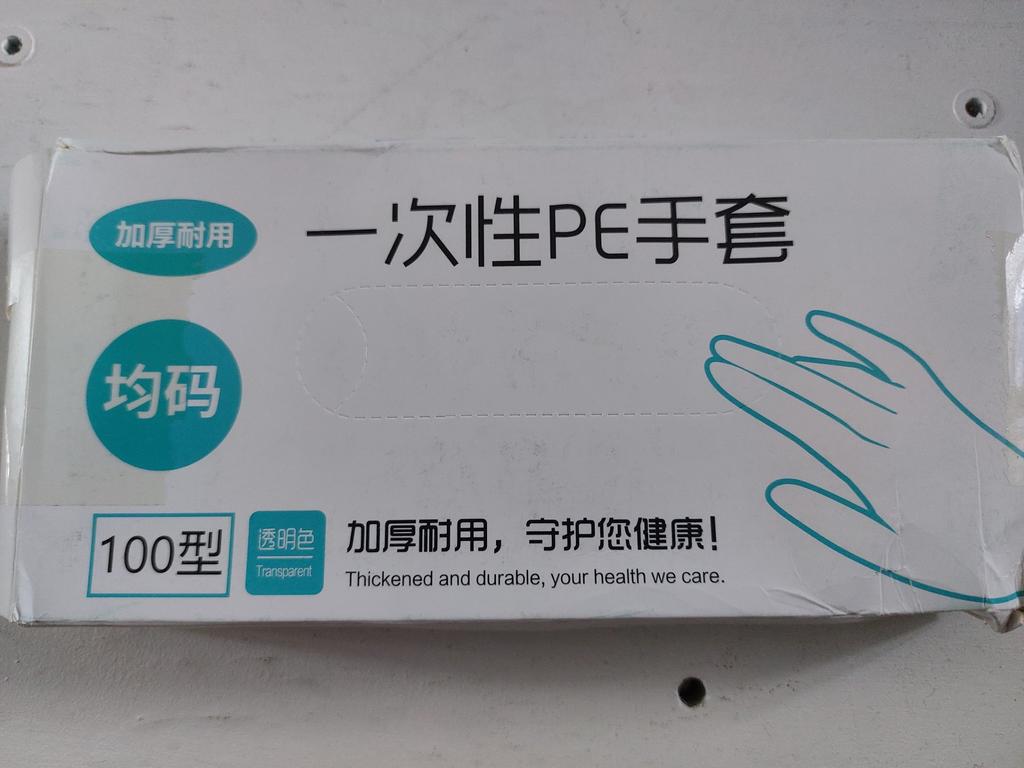 加厚耐用
一次性PE手套
均码
100型
透明色
Transparent
加厚耐用，守护您健康！
Thickened and durable, your health we care.